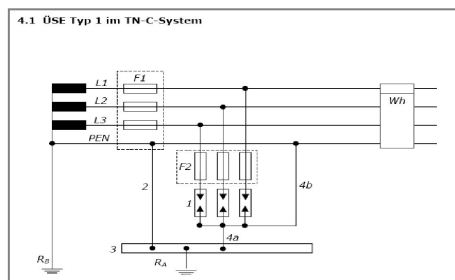 4.1 ÜSE Typ 1 im TN-C-System
F1
L1
L2
Wh
L3
PEN
F2
2
1
4b
4a
3
RB
RA